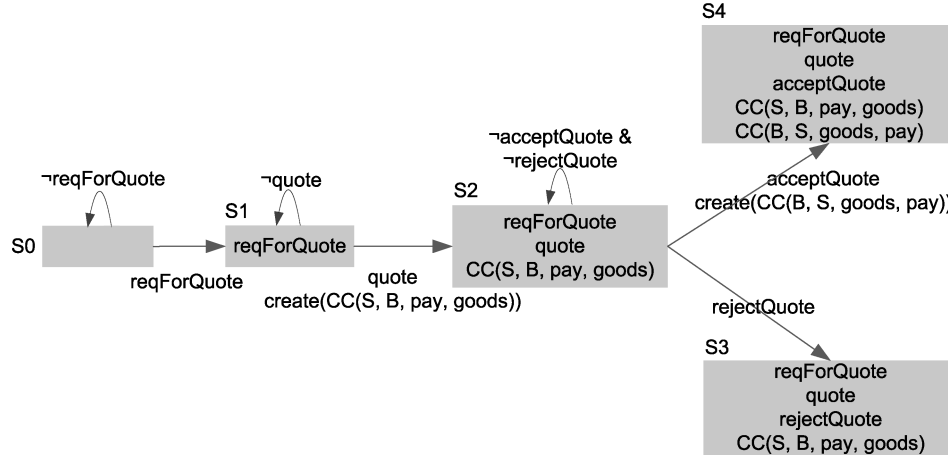 S4
reqForQuote
quote
acceptQuote
CC(S, B, pay, goods)
CC(B, S, goods, pay)
¬acceptQuote &
¬rejectQuote
¬reqForQuote
¬quote
S2
acceptQuote
create(CC(B, S, goods, pay))
S1
reqForQuote
quote
CC(S, B, pay, goods)
S0
reqForQuote
reqForQuote
quote
create(CC(S, B, pay, goods))
rejectQuote
S3
reqForQuote
quote
rejectQuote
CC(S, B, pay, goods)